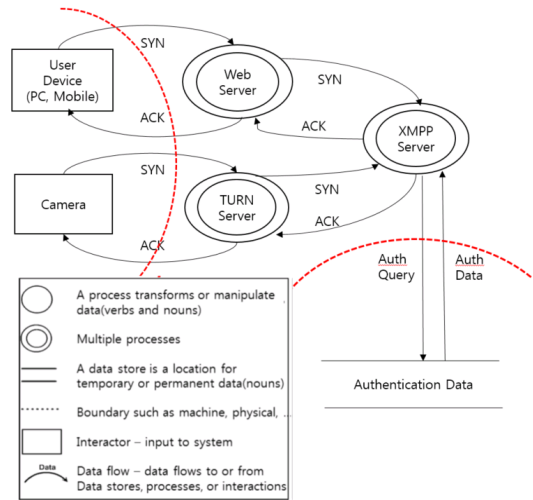 SYN
User
Device
(PC, Mobile)
Web
Server
SYN
ACK
ACK
XMPP
Server
SYN
Camera
TURN
Server
SYN
ACK
ACK
Auth
Query
Auth
Data
Authentication Data
A process transforms or manipulate
data(verbs and nouns)
Multiple processes
A data store is a location for
temporary or permanent data(nouns)
Boundary such as machine, physical, ...
Interactor – input to system
Data
Data flow – data flows to or from
Data stores, processes, or interactions